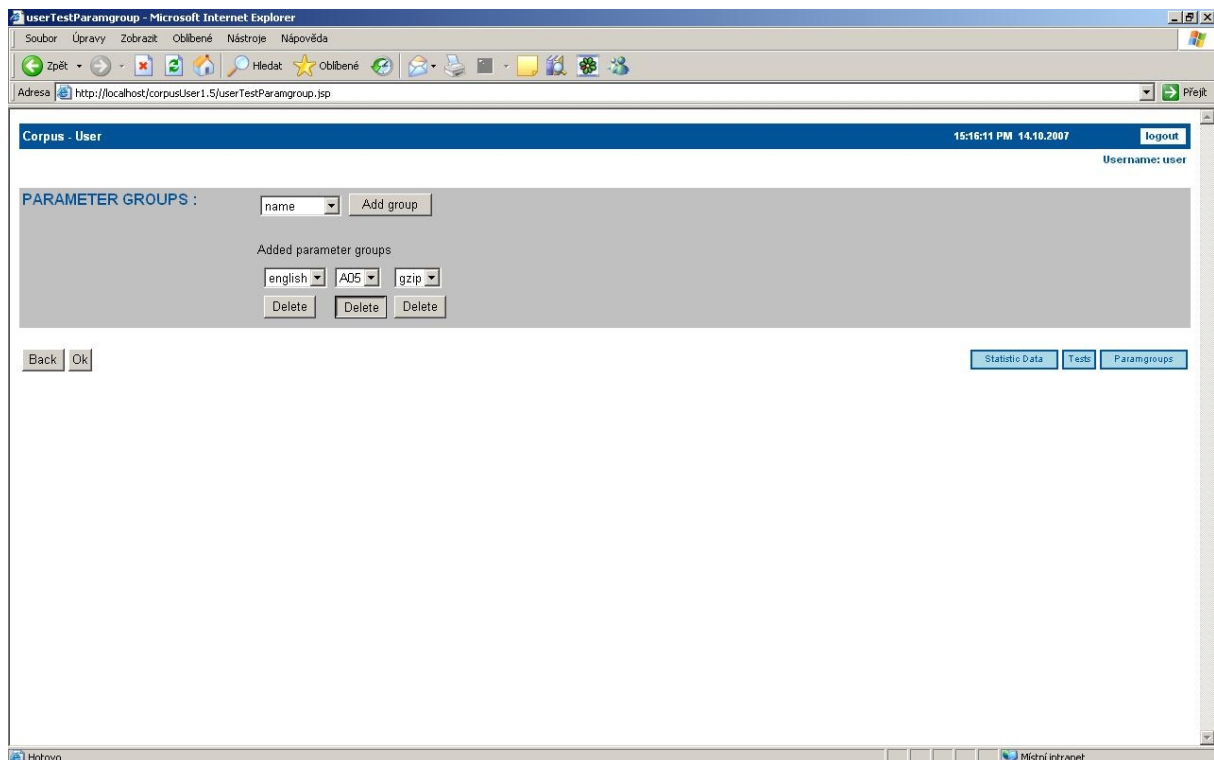 userTestParamgroup - Microsoft Internet Explorer
Soubor Úpravy Zobrazit Oblíbené Nástroje Nápověda
Zpět Hledat Oblíbené
Adresa http://localhost/corpusUser1.5/userTestParamgroup.jsp Přejít
Corpus - User 15:16:11 PM 14.10.2007 logout
Username: user
PARAMETER GROUPS : name Add group
Added parameter groups
english A05 gzip
Delete Delete Delete
Back Ok Statistic Data Tests Paramgroups
Hotovo Místní intranet